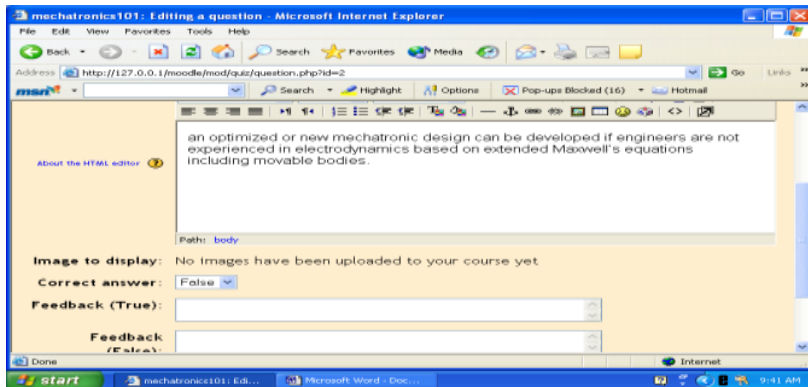 mechatronics101: Editing a question - Microsoft Internet Explorer
File Edit View Favorites Tools Help
Back Search Favorites Media
Address http://127.0.0.1/moodle/mod/quiz/question.php?id=2 Go Links »
msn Search Highlight Options Pop-ups Blocked (16) Hotmail »
an optimized or new mechatronic design can be developed if engineers are not
experienced in electrodynamics based on extended Maxwell's equations
including movable bodies.
About the HTML editor ?
Path: body
Image to display: No images have been uploaded to your course yet
Correct answer: False
Feedback (True):
Feedback
(False):
Done Internet
start mechatronics101: Edi... Microsoft Word - Doc... 9:41 AM